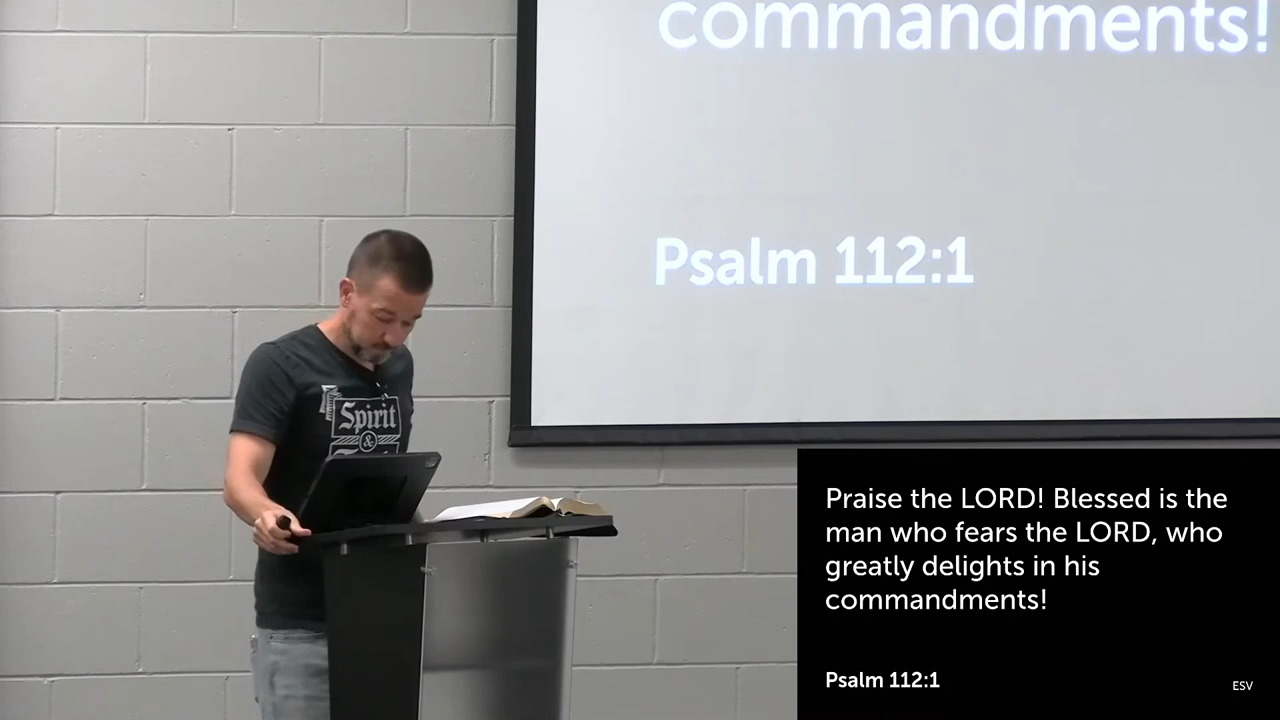 commandments!
Psalm 112:1
Spirit
&
Praise the LORD! Blessed is the
man who fears the LORD, who
greatly delights in his
commandments!
Psalm 112:1
ESV